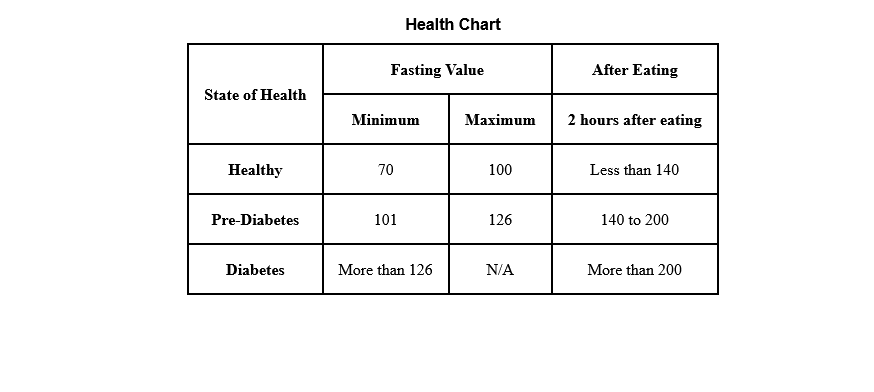 Health Chart
State of Health Fasting Value After Eating
Minimum Maximum 2 hours after eating
Healthy 70 100 Less than 140
Pre-Diabetes 101 126 140 to 200
Diabetes More than 126 N/A More than 200